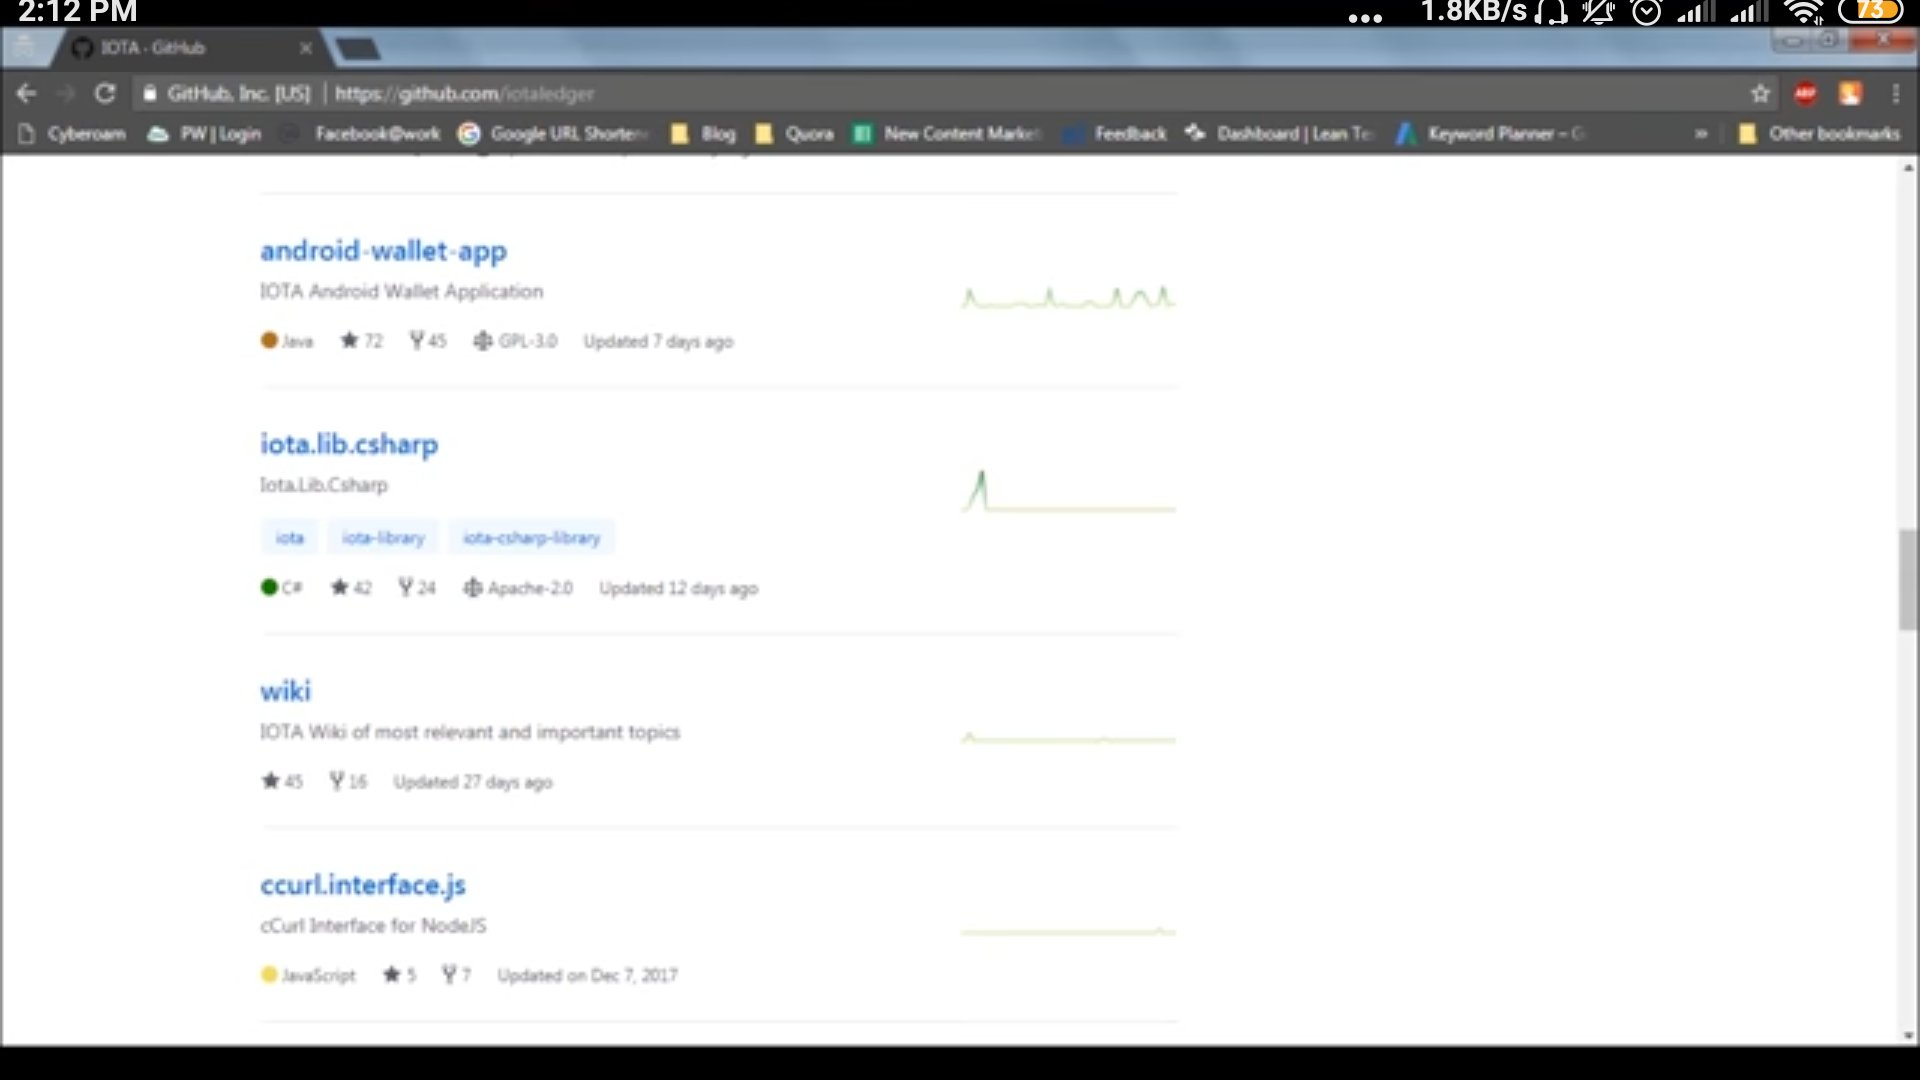 2:12 PM
... 1.8KB/s 73
IOTA - GitHub
GitHub, Inc. [US] | https://github.com/iotaledger
Cyberoam PW | Login Facebook@work Google URL Shorten Blog Quora New Content Market Feedback Dashboard | Lean Te Keyword Planner – G » Other bookmarks
android-wallet-app
IOTA Android Wallet Application
Java 72 45 GPL-3.0 Updated 7 days ago
iota.lib.csharp
Iota.Lib.Csharp
iota iota-library iota-csharp-library
C# 42 24 Apache-2.0 Updated 12 days ago
wiki
IOTA Wiki of most relevant and important topics
45 16 Updated 27 days ago
ccurl.interface.js
cCurl Interface for NodeJS
JavaScript 5 7 Updated on Dec 7, 2017